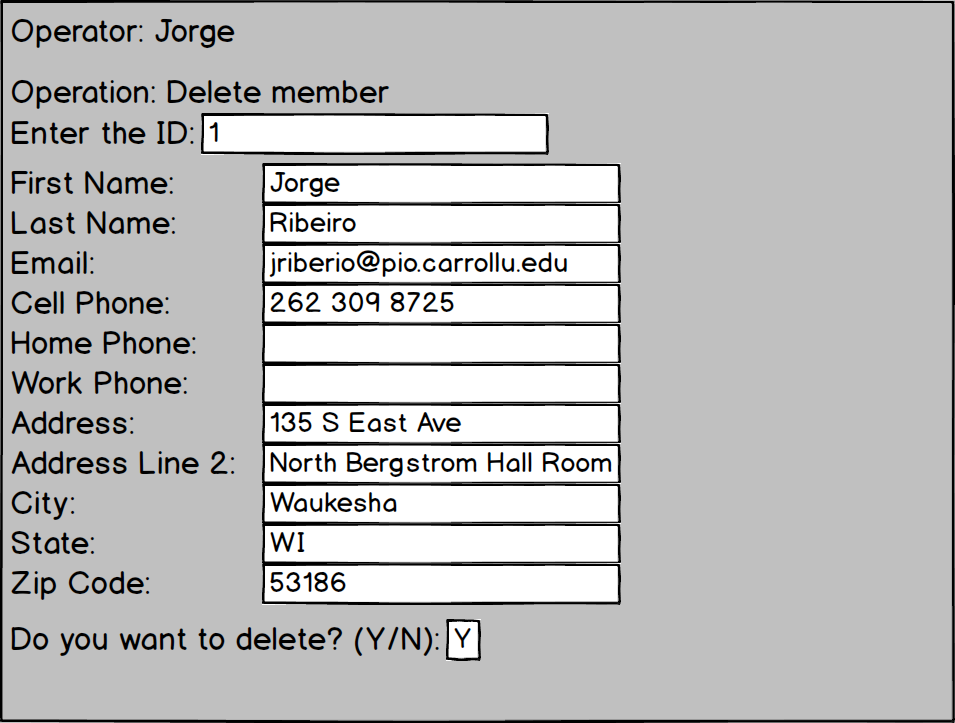 Operator: Jorge
Operation: Delete member
Enter the ID: 1
First Name: Jorge
Last Name: Ribeiro
Email: jriberio@pio.carrollu.edu
Cell Phone: 262 309 8725
Home Phone:
Work Phone:
Address: 135 S East Ave
Address Line 2: North Bergstrom Hall Room
City: Waukesha
State: WI
Zip Code: 53186
Do you want to delete? (Y/N): Y